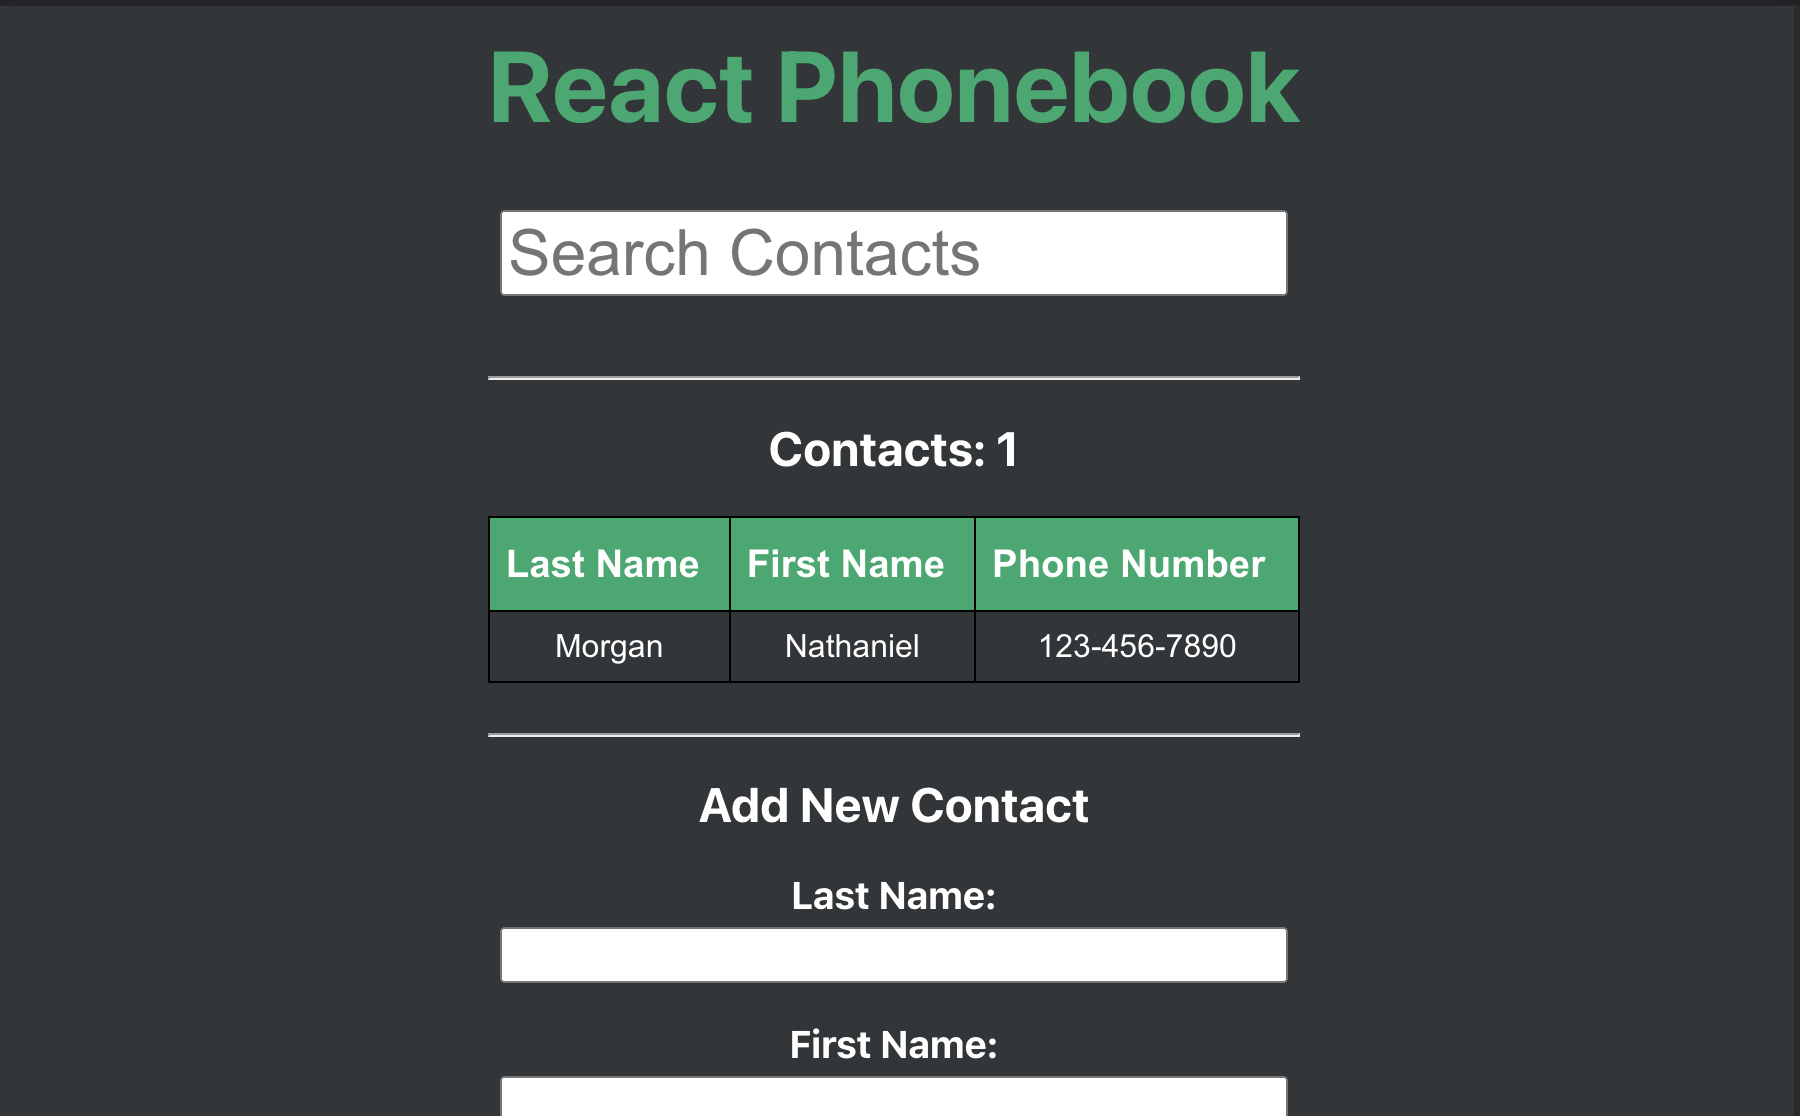 React Phonebook
Search Contacts
Contacts: 1
Last Name First Name Phone Number
Morgan Nathaniel 123-456-7890
Add New Contact
Last Name:
First Name: